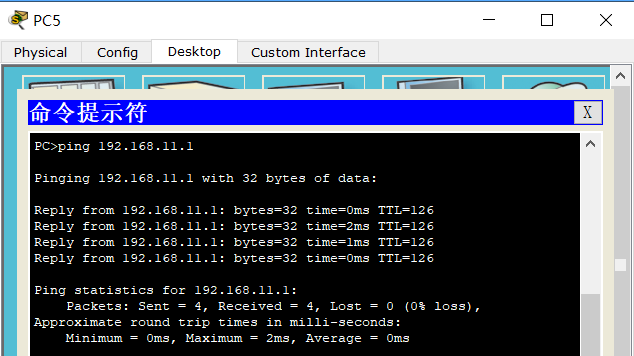 PC5
Physical Config Desktop Custom Interface
命令提示符 X
PC>ping 192.168.11.1
Pinging 192.168.11.1 with 32 bytes of data:
Reply from 192.168.11.1: bytes=32 time=0ms TTL=126
Reply from 192.168.11.1: bytes=32 time=2ms TTL=126
Reply from 192.168.11.1: bytes=32 time=1ms TTL=126
Reply from 192.168.11.1: bytes=32 time=0ms TTL=126
Ping statistics for 192.168.11.1:
Packets: Sent = 4, Received = 4, Lost = 0 (0% loss),
Approximate round trip times in milli-seconds:
Minimum = 0ms, Maximum = 2ms, Average = 0ms